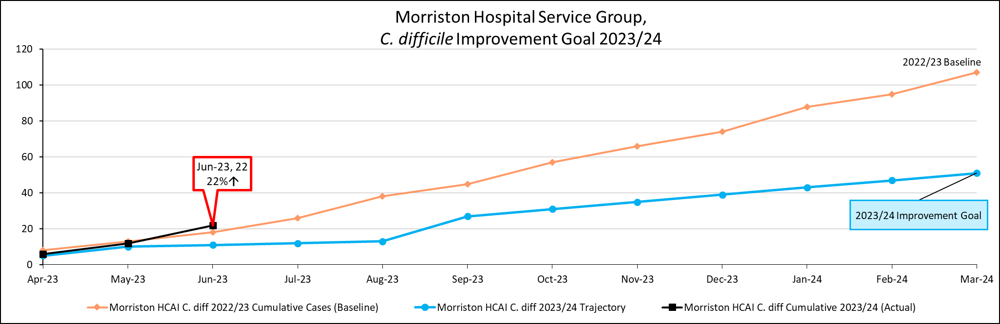 Morriston Hospital Service Group,
C. difficile Improvement Goal 2023/24
120
100
80
60
40
20
0
2022/23 Baseline
Jun-23, 22
22%↑
2023/24 Improvement Goal
Apr-23 May-23 Jun-23 Jul-23 Aug-23 Sep-23 Oct-23 Nov-23 Dec-23 Jan-24 Feb-24 Mar-24
Morriston HCAI C. diff 2022/23 Cumulative Cases (Baseline) Morriston HCAI C. diff 2023/24 Trajectory Morriston HCAI C. diff Cumulative 2023/24 (Actual)